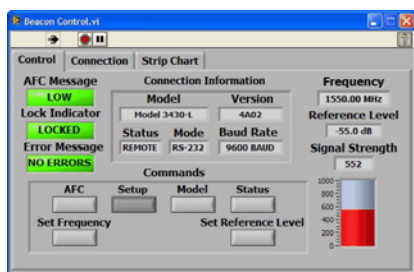 Beacon Control.vi
Control Connection Strip Chart
AFC Message
LOW
Lock Indicator
LOCKED
Error Message
NO ERRORS
Connection Information
Model Version
Model 3430-L 4A02
Status Mode Baud Rate
REMOTE RS-232 9600 BAUD
Frequency
1550.00 MHz
Reference Level
-55.0 dB
Signal Strength
552
1000
800
600
400
200
0
Commands
AFC Setup Model Status
Set Frequency Set Reference Level